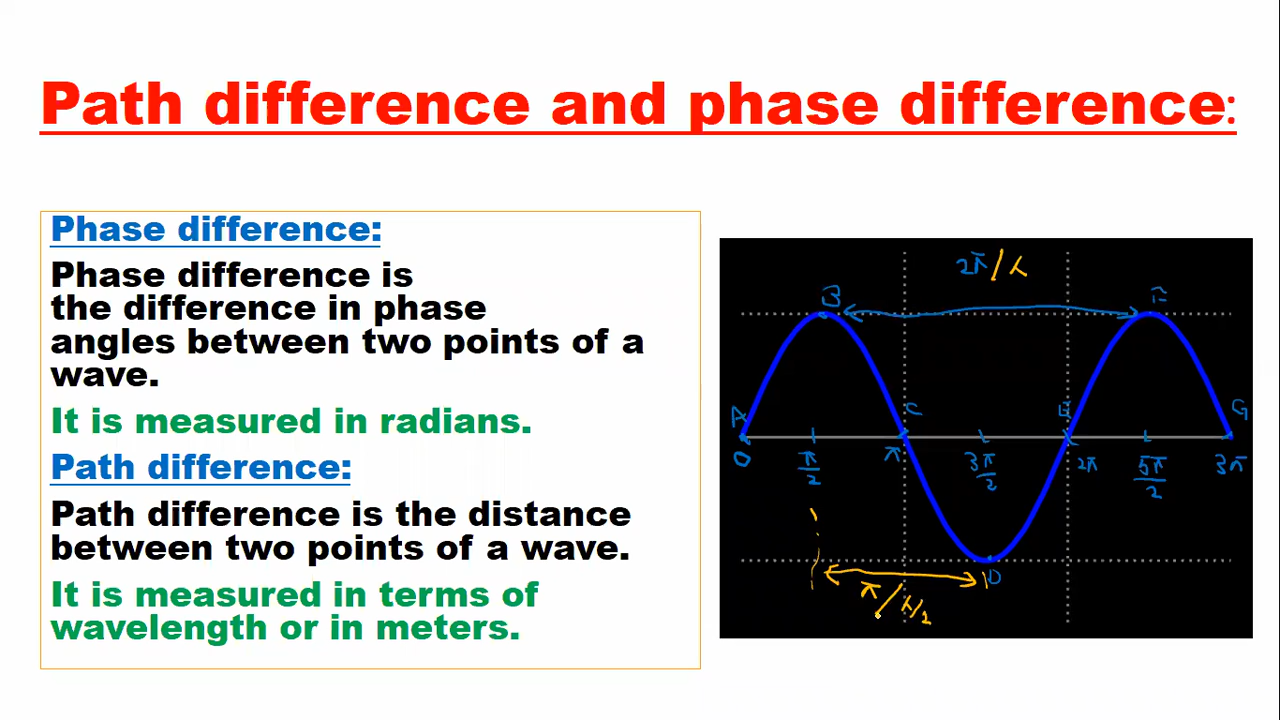 Path difference and phase difference:
Phase difference:
Phase difference is
the difference in phase
angles between two points of a
wave.
It is measured in radians.
Path difference:
Path difference is the distance
between two points of a wave.
It is measured in terms of
wavelength or in meters.
2π/λ
B
F
A
C
E
G
0
π/2
π
3π/2
2π
5π/2
3π
D
π/λ/2